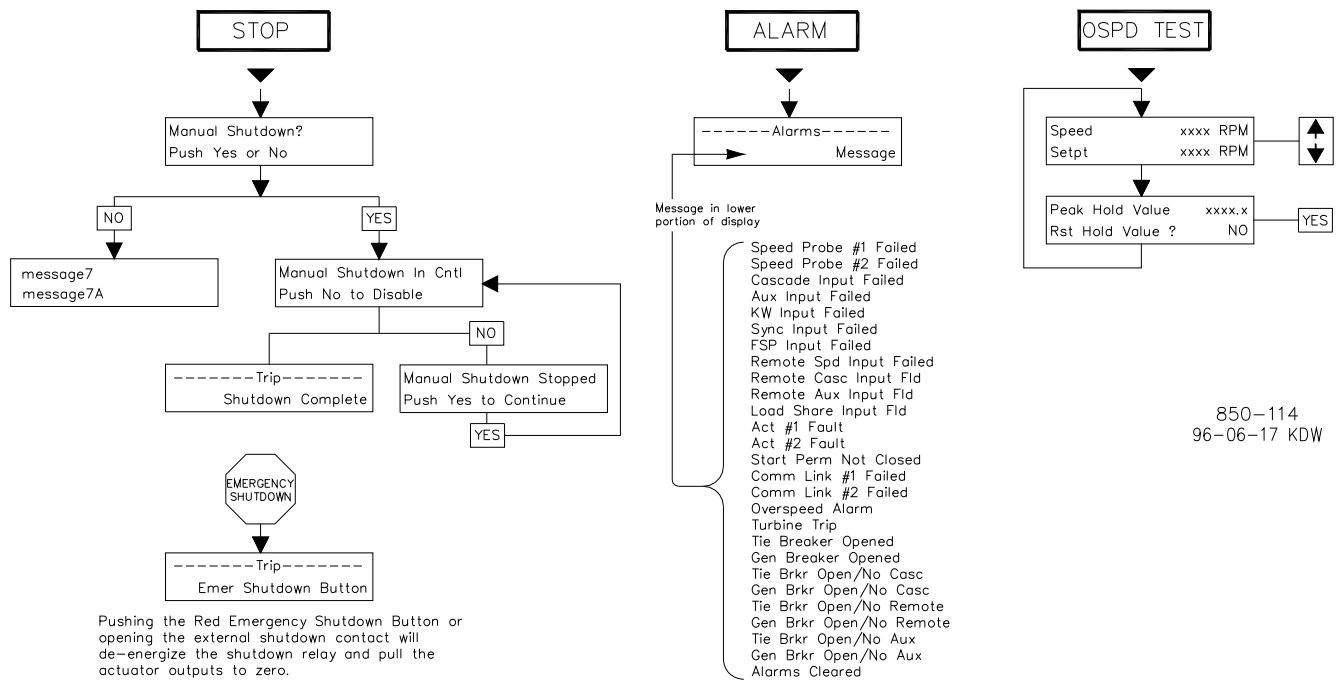 STOP
Manual Shutdown?
Push Yes or No
NO
YES
message7
message7A
Manual Shutdown In Cntl
Push No to Disable
NO
-------Trip--------
Shutdown Complete
Manual Shutdown Stopped
Push Yes to Continue
YES
EMERGENCY
SHUTDOWN
-------Trip--------
Emer Shutdown Button
Pushing the Red Emergency Shutdown Button or
opening the external shutdown contact will
de-energize the shutdown relay and pull the
actuator outputs to zero.
ALARM
------Alarms------
Message
Message in lower
portion of display
Speed Probe #1 Failed
Speed Probe #2 Failed
Cascade Input Failed
Aux Input Failed
KW Input Failed
Sync Input Failed
FSP Input Failed
Remote Spd Input Failed
Remote Casc Input Fld
Remote Aux Input Fld
Load Share Input Fld
Act #1 Fault
Act #2 Fault
Start Perm Not Closed
Comm Link #1 Failed
Comm Link #2 Failed
Overspeed Alarm
Turbine Trip
Tie Breaker Opened
Gen Breaker Opened
Tie Brkr Open/No Casc
Gen Brkr Open/No Casc
Tie Brkr Open/No Remote
Gen Brkr Open/No Remote
Tie Brkr Open/No Aux
Gen Brkr Open/No Aux
Alarms Cleared
OSPD TEST
Speed xxxx RPM
Setpt xxxx RPM
Peak Hold Value xxxx.x
Rst Hold Value ? NO
YES
850-114
96-06-17 KDW